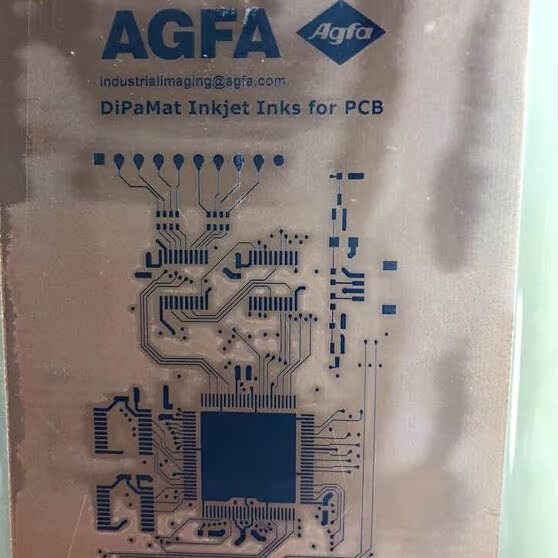 AGFA
Agfa
industrialimaging@agfa.com
DiPaMat Inkjet Inks for PCB